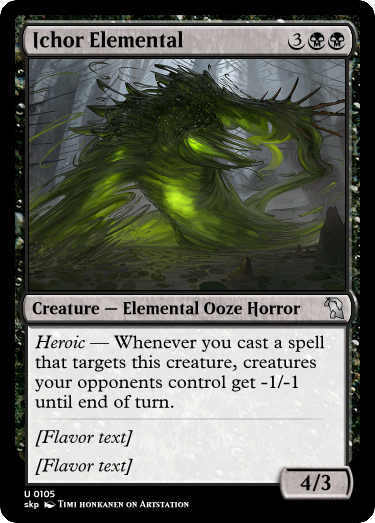 Ichor Elemental 3
Creature — Elemental Ooze Horror
Heroic — Whenever you cast a spell
that targets this creature, creatures
your opponents control get -1/-1
until end of turn.
[Flavor text]
[Flavor text]
4/3
U 0105
skp Timi Honkanen on Artstation